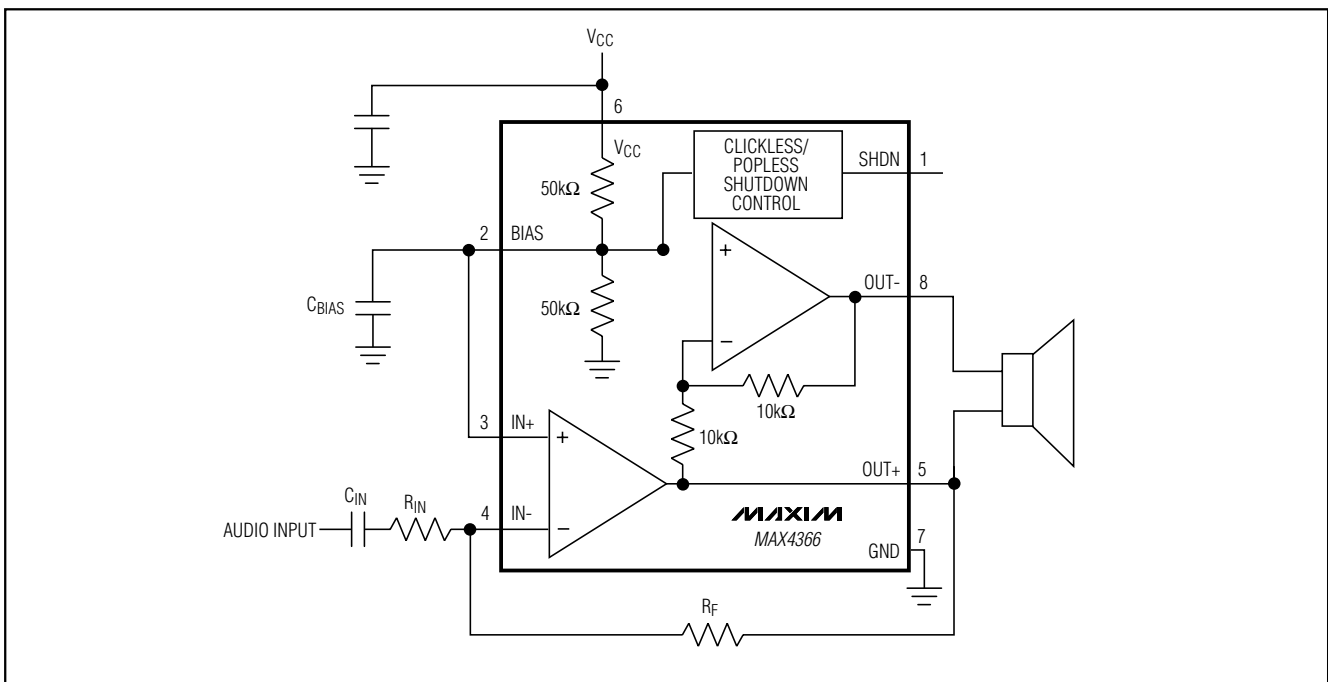 VCC
6
VCC
CLICKLESS/
POPLESS
SHUTDOWN
CONTROL
SHDN
1
50kΩ
2
BIAS
+
OUT-
8
CBIAS
50kΩ
−
10kΩ
3
IN+
+
10kΩ
OUT+
5
CIN
RIN
AUDIO INPUT
4
IN-
−
MAXIM
MAX4366
7
GND
RF